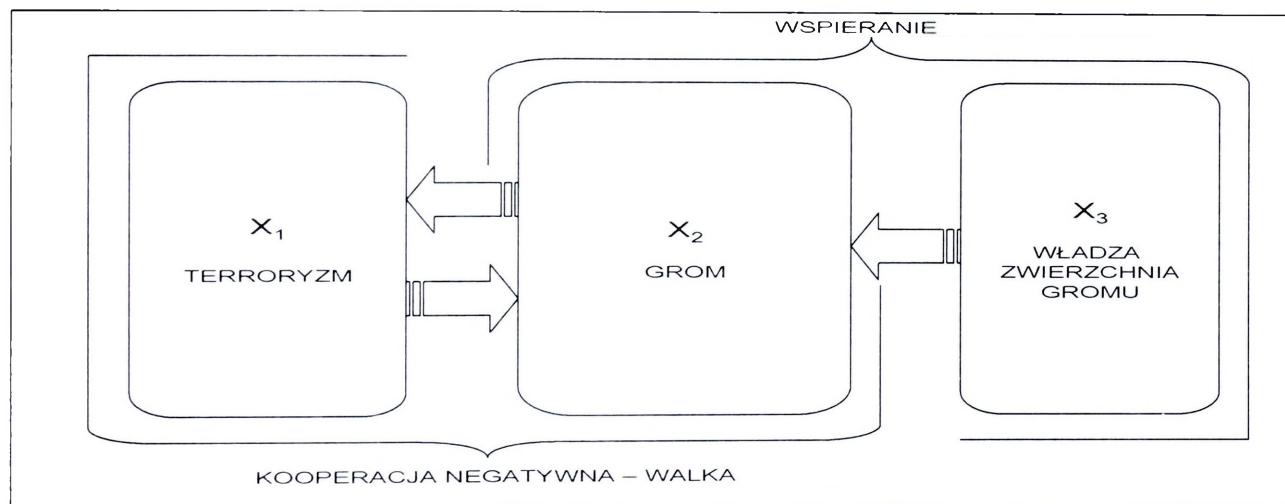 WSPIERANIE
X₁
TERRORYZM
X₂
GROM
X₃
WŁADZA
ZWIERZCHNIA
GROMU
KOOPERACJA NEGATYWNA – WALKA